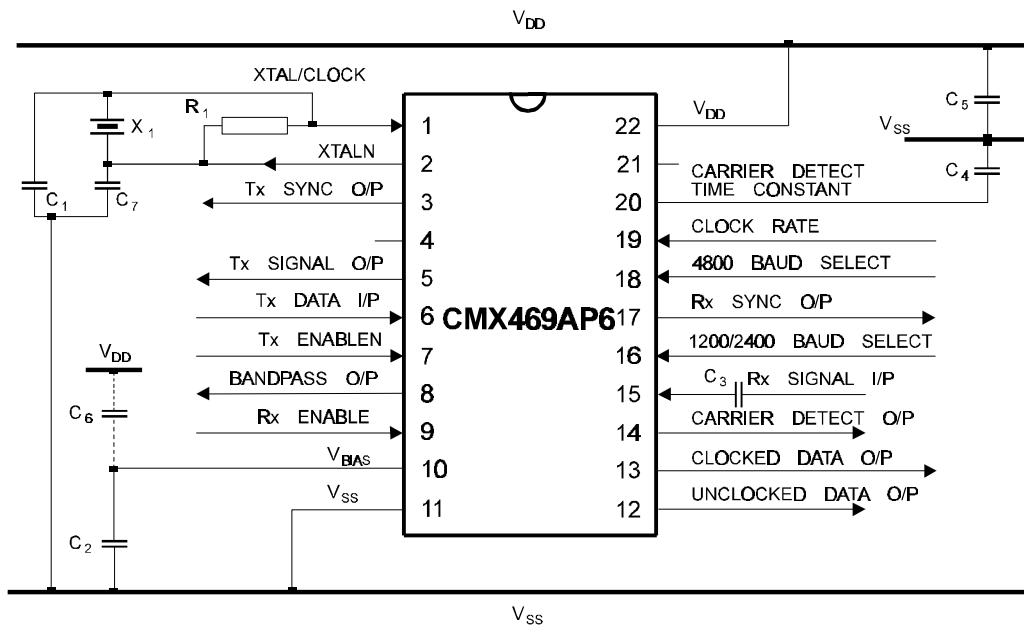 VDD
XTAL/CLOCK
R1
X1
C1
C7
XTALN
Tx SYNC O/P
Tx SIGNAL O/P
Tx DATA I/P
Tx ENABLEN
BANDPASS O/P
Rx ENABLE
VBIAS
VSS
VDD
C6
C2
1
2
3
4
5
6
7
8
9
10
11
CMX469AP6
22
21
20
19
18
17
16
15
14
13
12
VDD
CARRIER DETECT
TIME CONSTANT
CLOCK RATE
4800 BAUD SELECT
Rx SYNC O/P
1200/2400 BAUD SELECT
C3 Rx SIGNAL I/P
CARRIER DETECT O/P
CLOCKED DATA O/P
UNCLOCKED DATA O/P
C5
VSS
C4
VSS